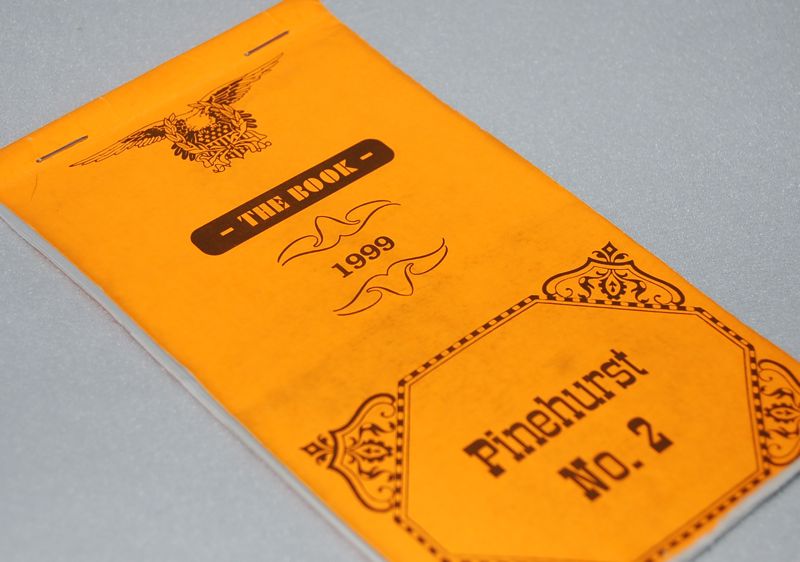 - THE BOOK -
1999
Pinehurst
No. 2